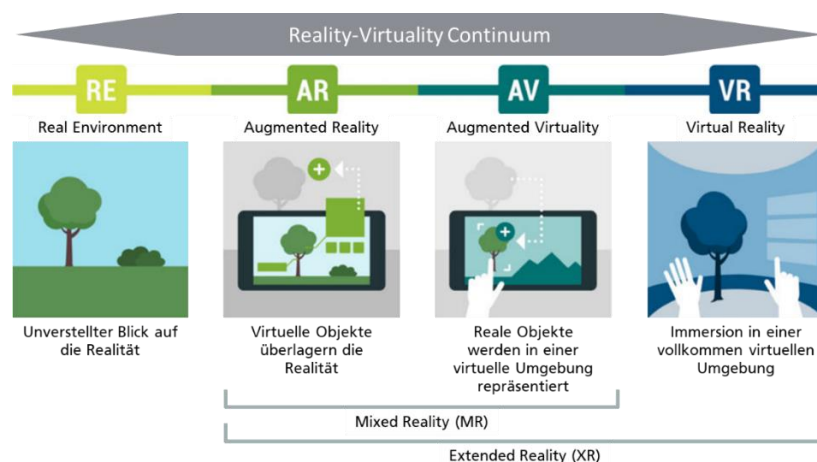 Reality-Virtuality Continuum
RE
AR
AV
VR
Real Environment
Augmented Reality
Augmented Virtuality
Virtual Reality
Unverstellter Blick auf
die Realität
Virtuelle Objekte
überlagern die
Realität
Reale Objekte
werden in einer
virtuelle Umgebung
repräsentiert
Immersion in einer
vollkommen virtuellen
Umgebung
Mixed Reality (MR)
Extended Reality (XR)